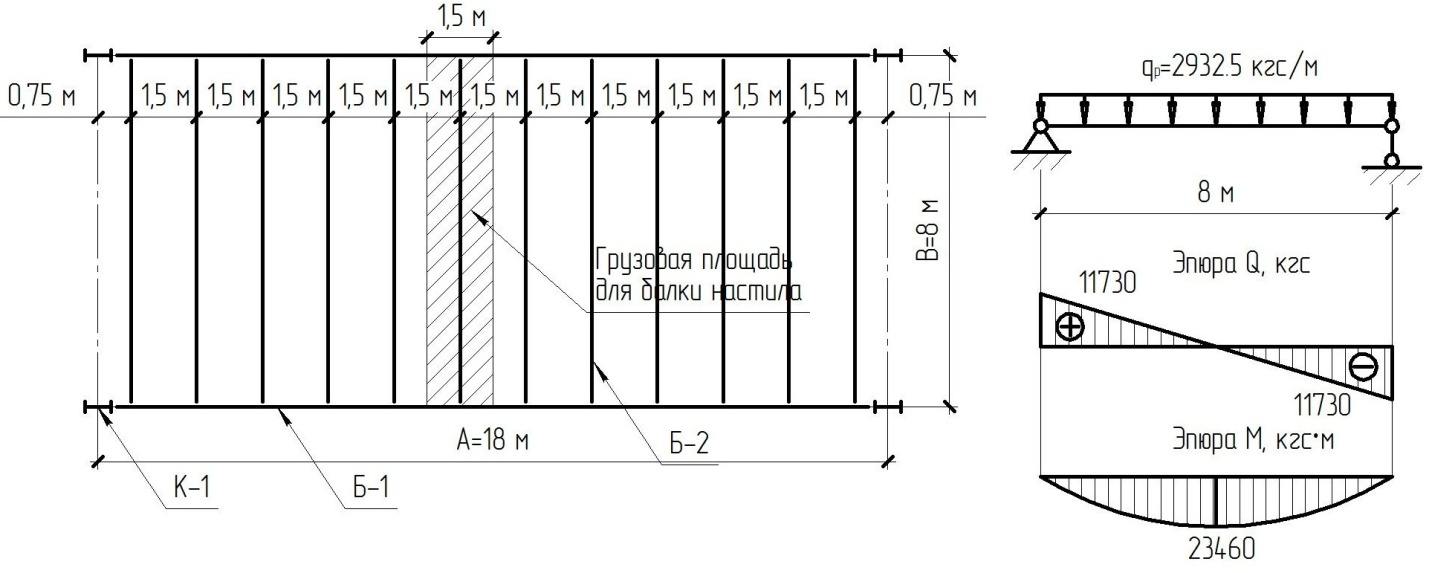 1,5 м
0,75 м
1,5 м
1,5 м
1,5 м
1,5 м
1,5 м
1,5 м
1,5 м
1,5 м
1,5 м
1,5 м
1,5 м
0,75 м
Грузовая площадь
для балки настила
B=8 м
A=18 м
К-1
Б-1
Б-2
qр=2932.5 кгс/м
8 м
Эпюра Q, кгс
11730
+
−
11730
Эпюра М, кгс•м
23460